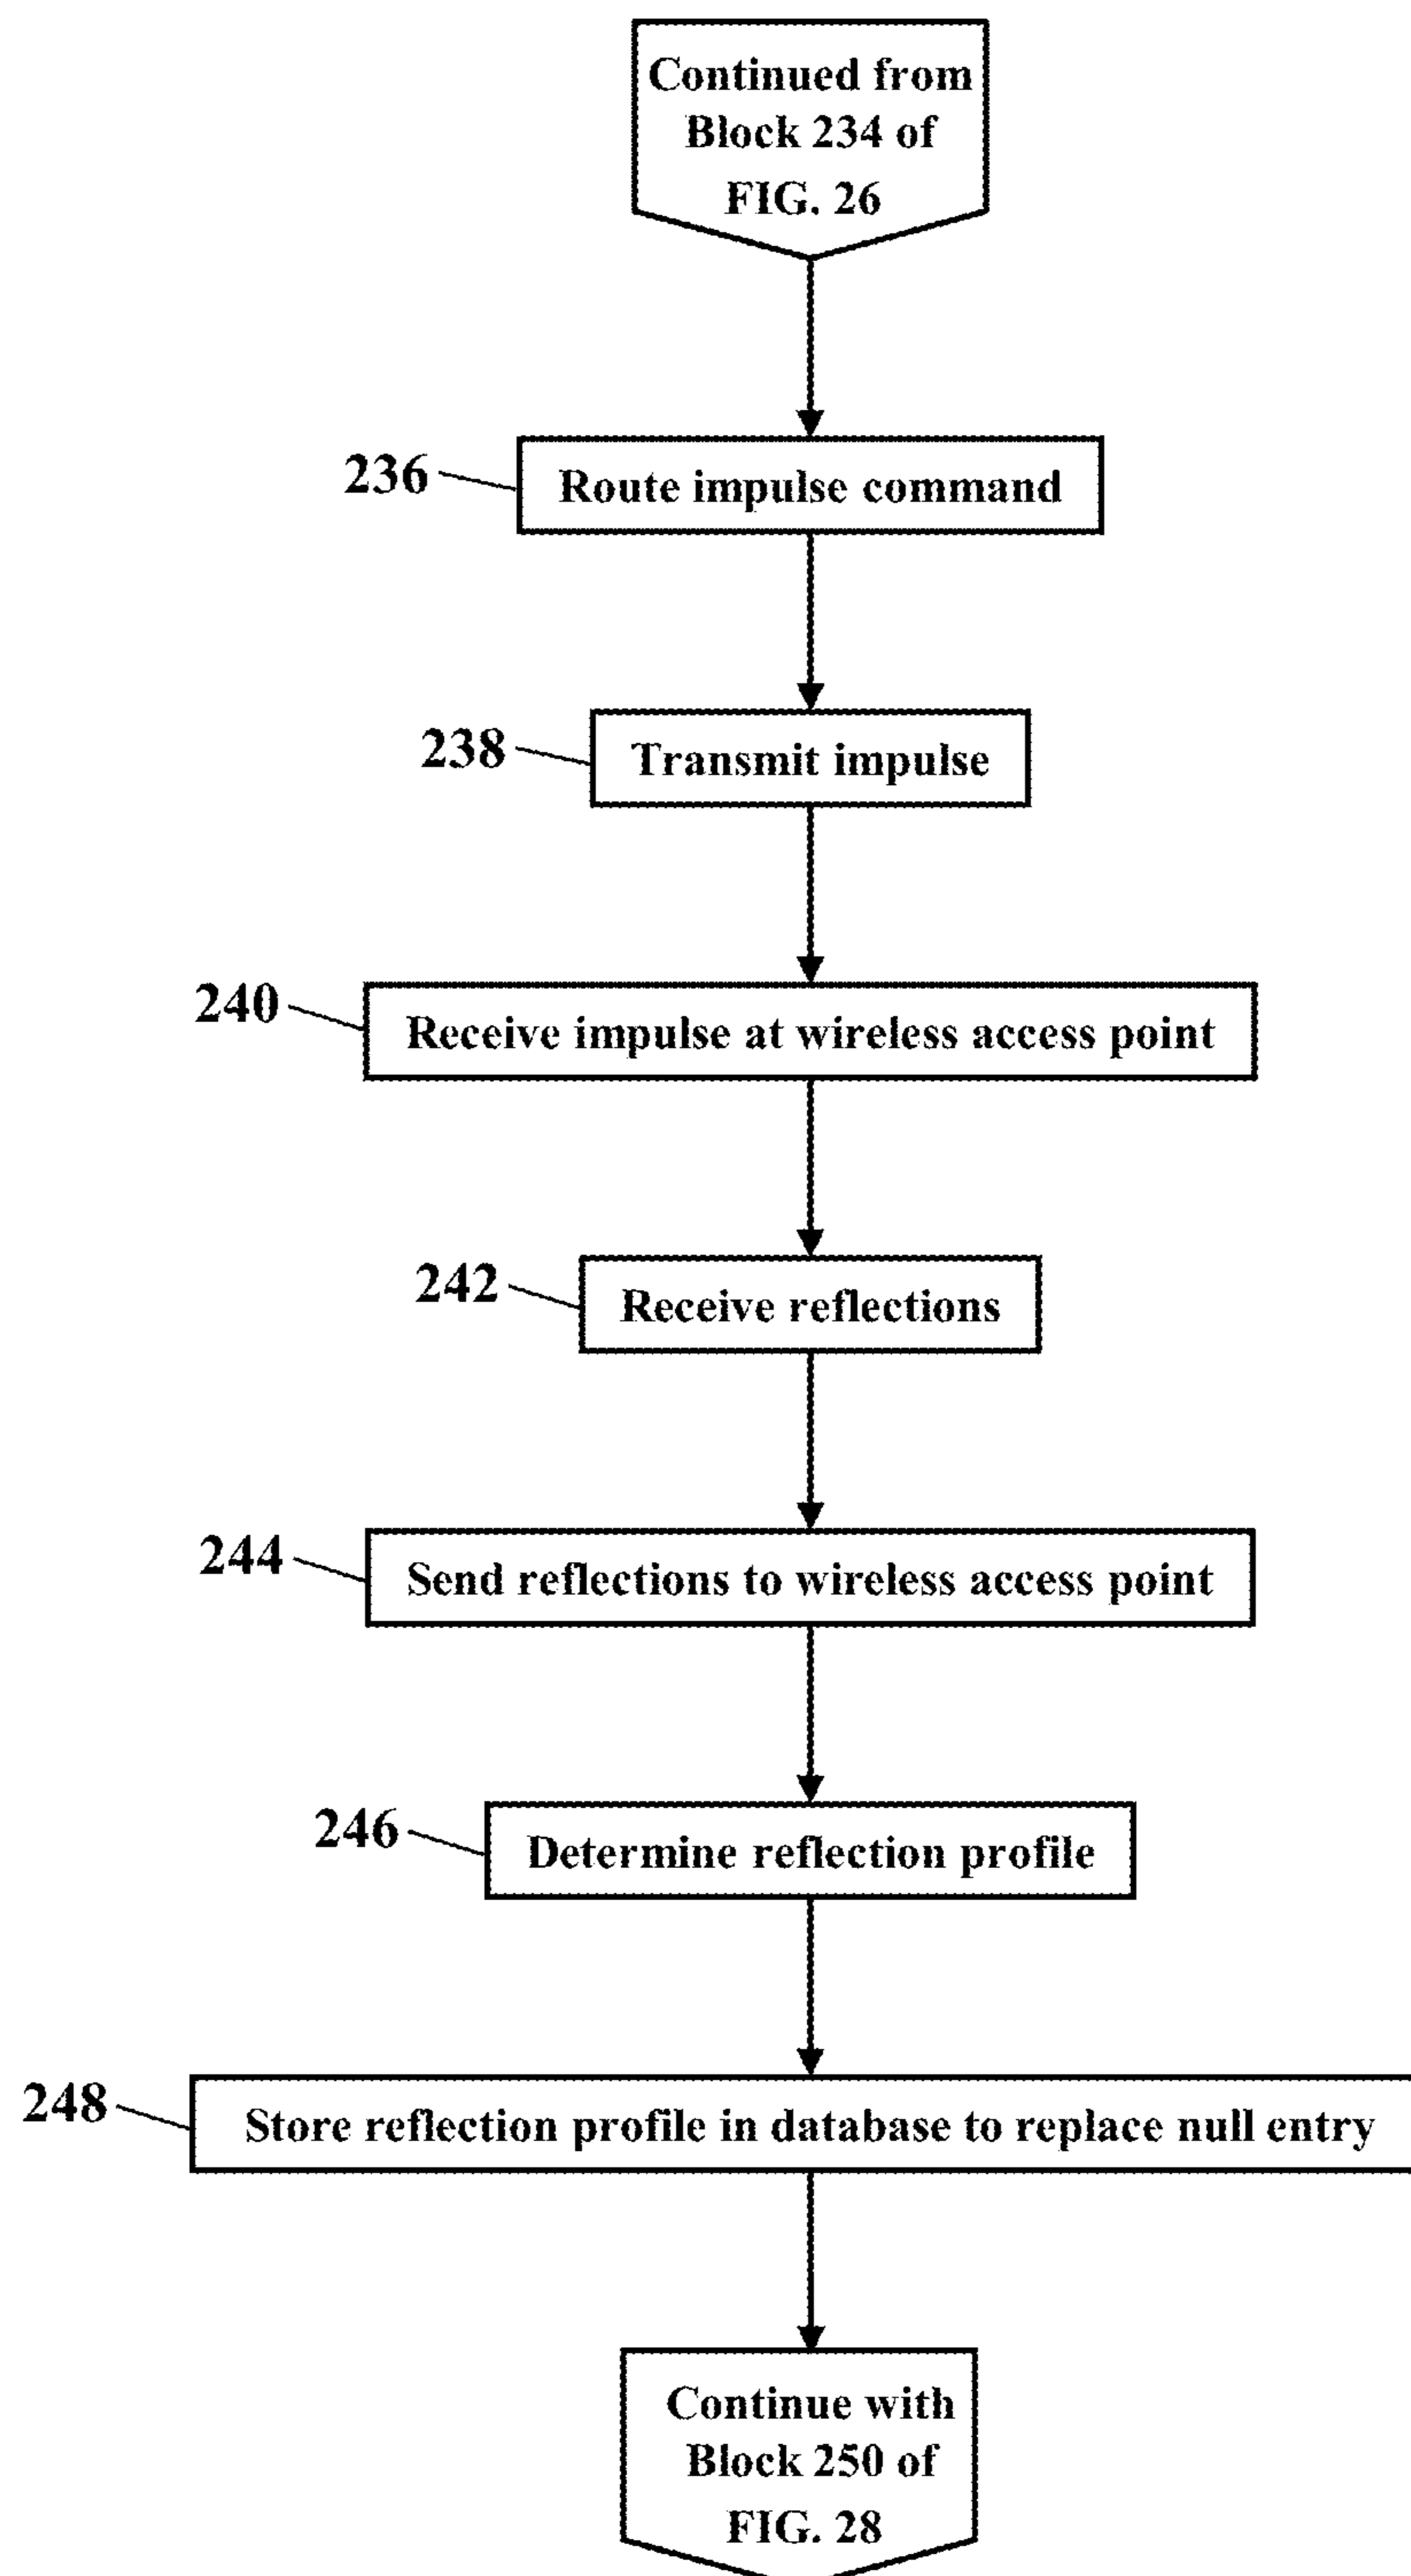 Continued from
Block 234 of
FIG. 26
236
Route impulse command
238
Transmit impulse
240
Receive impulse at wireless access point
242
Receive reflections
244
Send reflections to wireless access point
246
Determine reflection profile
248
Store reflection profile in database to replace null entry
Continue with
Block 250 of
FIG. 28